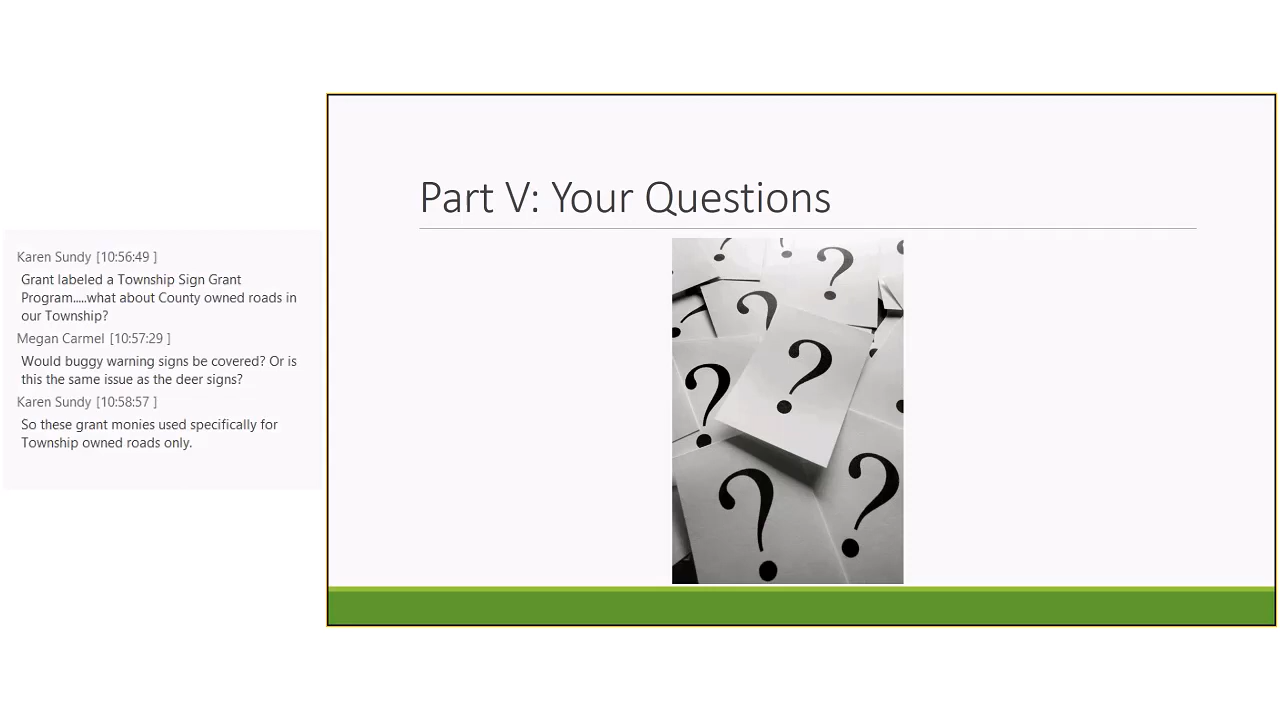 Karen Sundy [10:56:49 ]
Grant labeled a Township Sign Grant
Program.....what about County owned roads in
our Township?
Megan Carmel [10:57:29 ]
Would buggy warning signs be covered? Or is
this the same issue as the deer signs?
Karen Sundy [10:58:57 ]
So these grant monies used specifically for
Township owned roads only.
Part V: Your Questions
?
?
?
?
?
?
?
?
?